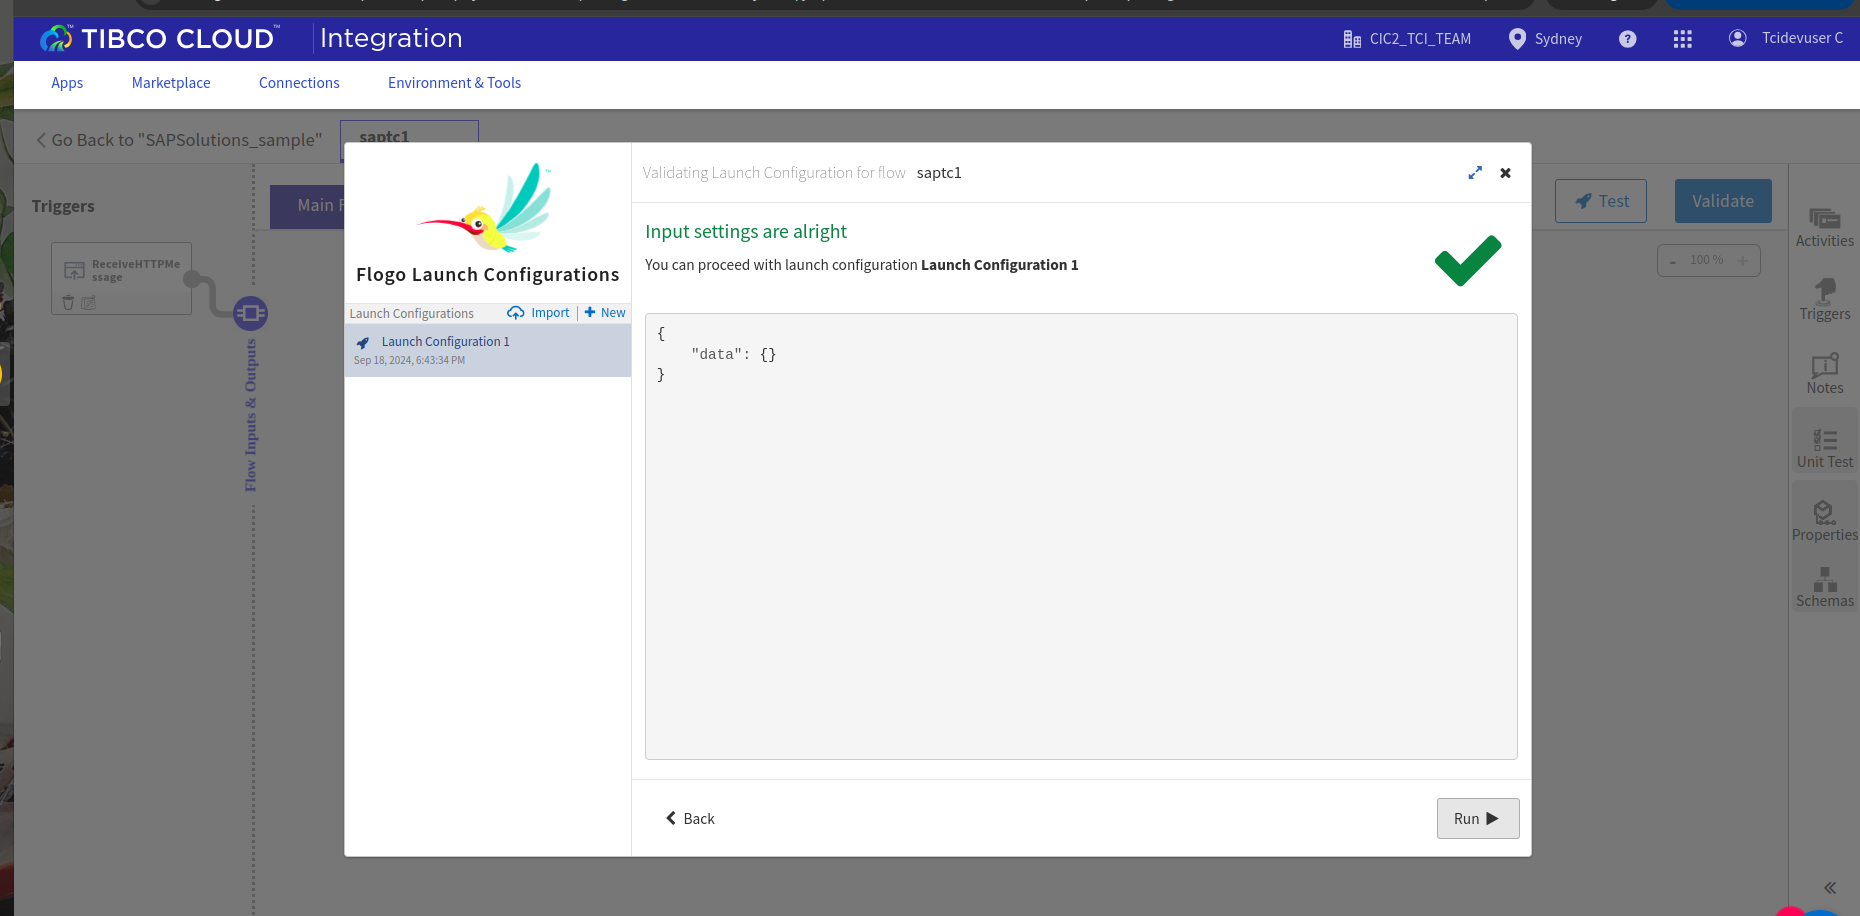 TIBCO CLOUD™ Integration
CIC2_TCI_TEAM
Sydney
?
Tcidevuser C
Apps
Marketplace
Connections
Environment & Tools
Go Back to "SAPSolutions_sample"
saptc1
Triggers
ReceiveHTTPMe
ssage
Flow Inputs & Outputs
Main F
Flogo Launch Configurations
Launch Configurations
Import
New
Launch Configuration 1
Sep 18, 2024, 6:43:34 PM
Validating Launch Configuration for flow saptc1
Input settings are alright
You can proceed with launch configuration Launch Configuration 1
{
"data": {}
}
Back
Run
Test
Validate
- 100 % +
Activities
Triggers
Notes
Unit Test
Properties
Schemas